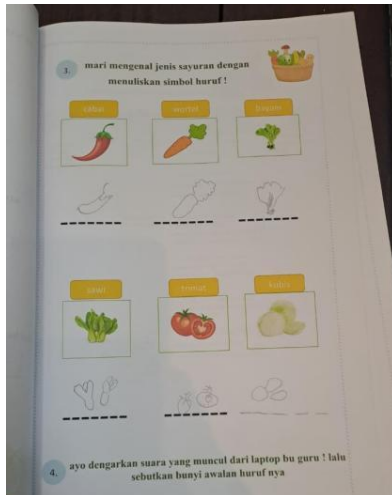 3. mari mengenal jenis sayuran dengan
menuliskan simbol huruf !
cabai wortel bayam
sawi tomat kubis
4. ayo dengarkan suara yang muncul dari laptop bu guru ! lalu
sebutkan bunyi awalan huruf nya